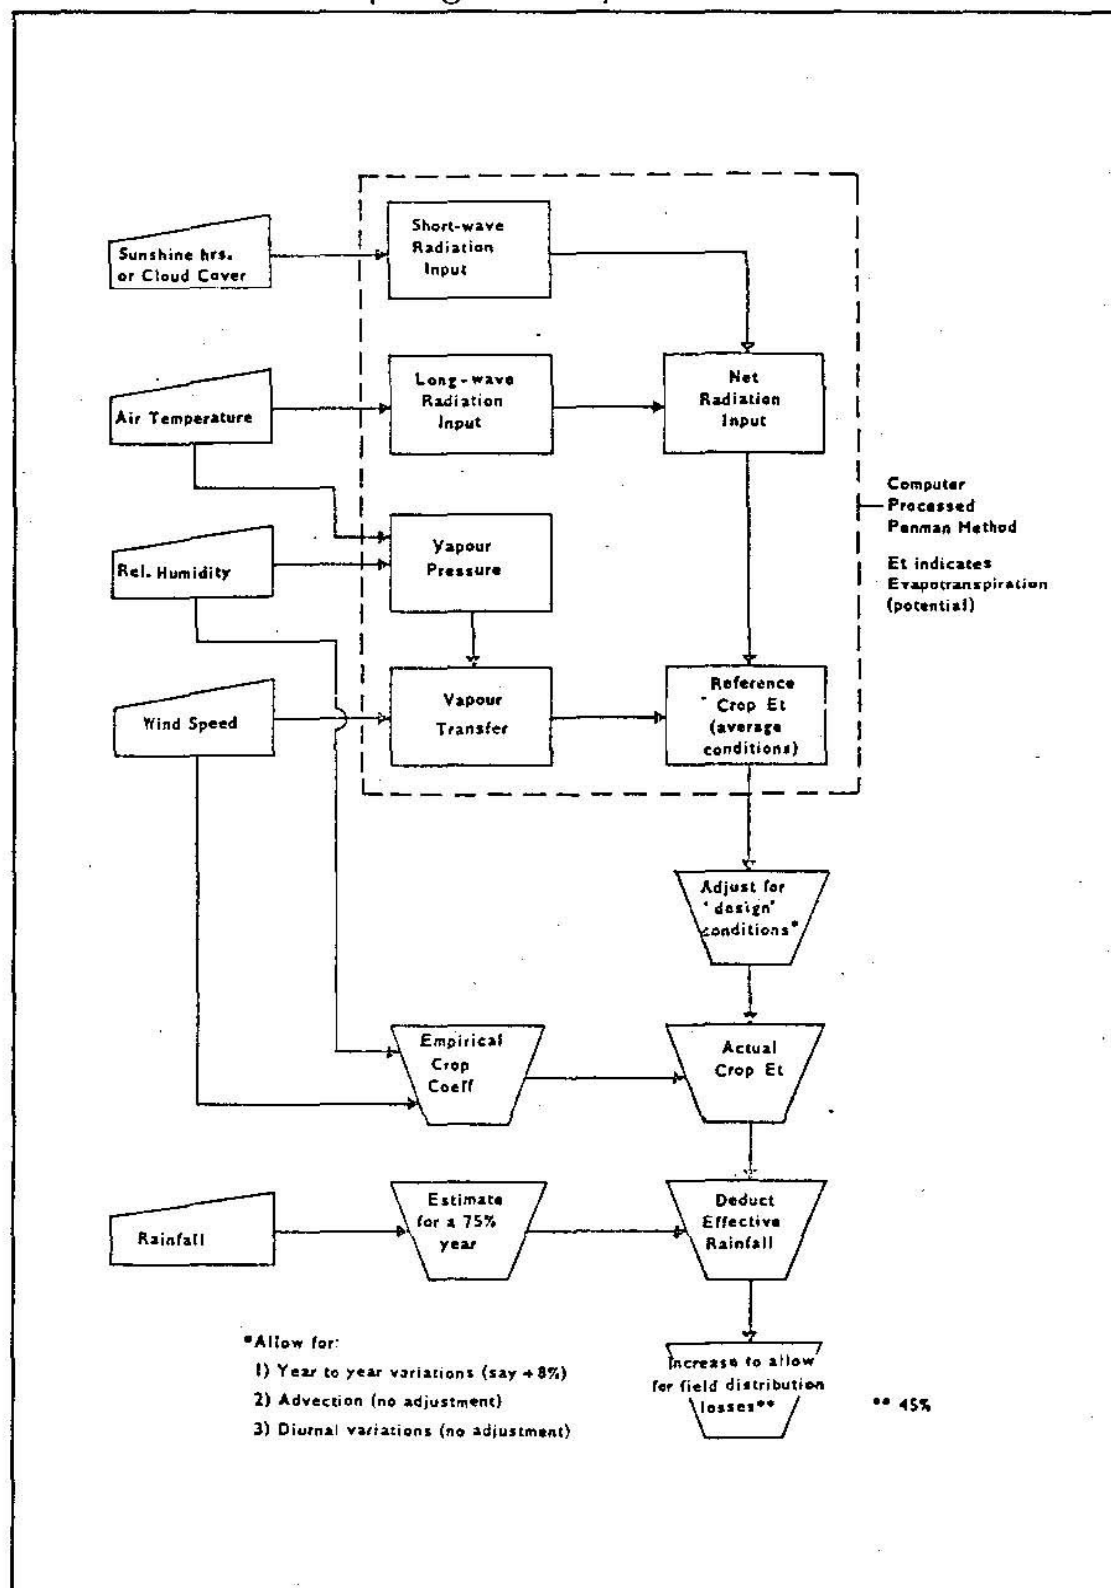 Sunshine hrs.
or Cloud Cover
Short-wave
Radiation
Input
Air Temperature
Long-wave
Radiation
Input
Net
Radiation
Input
Computer
Processed
Penman Method
Et indicates
Evapotranspiration
(potential)
Rel. Humidity
Vapour
Pressure
Wind Speed
Vapour
Transfer
Reference
Crop Et
(average
conditions)
Adjust for
'design'
conditions*
Empirical
Crop
Coeff
Actual
Crop Et
Rainfall
Estimate
for a 75%
year
Deduct
Effective
Rainfall
*Allow for:
1) Year to year variations (say +8%)
2) Advection (no adjustment)
3) Diurnal variations (no adjustment)
Increase to allow
for field distribution
losses**
** 45%